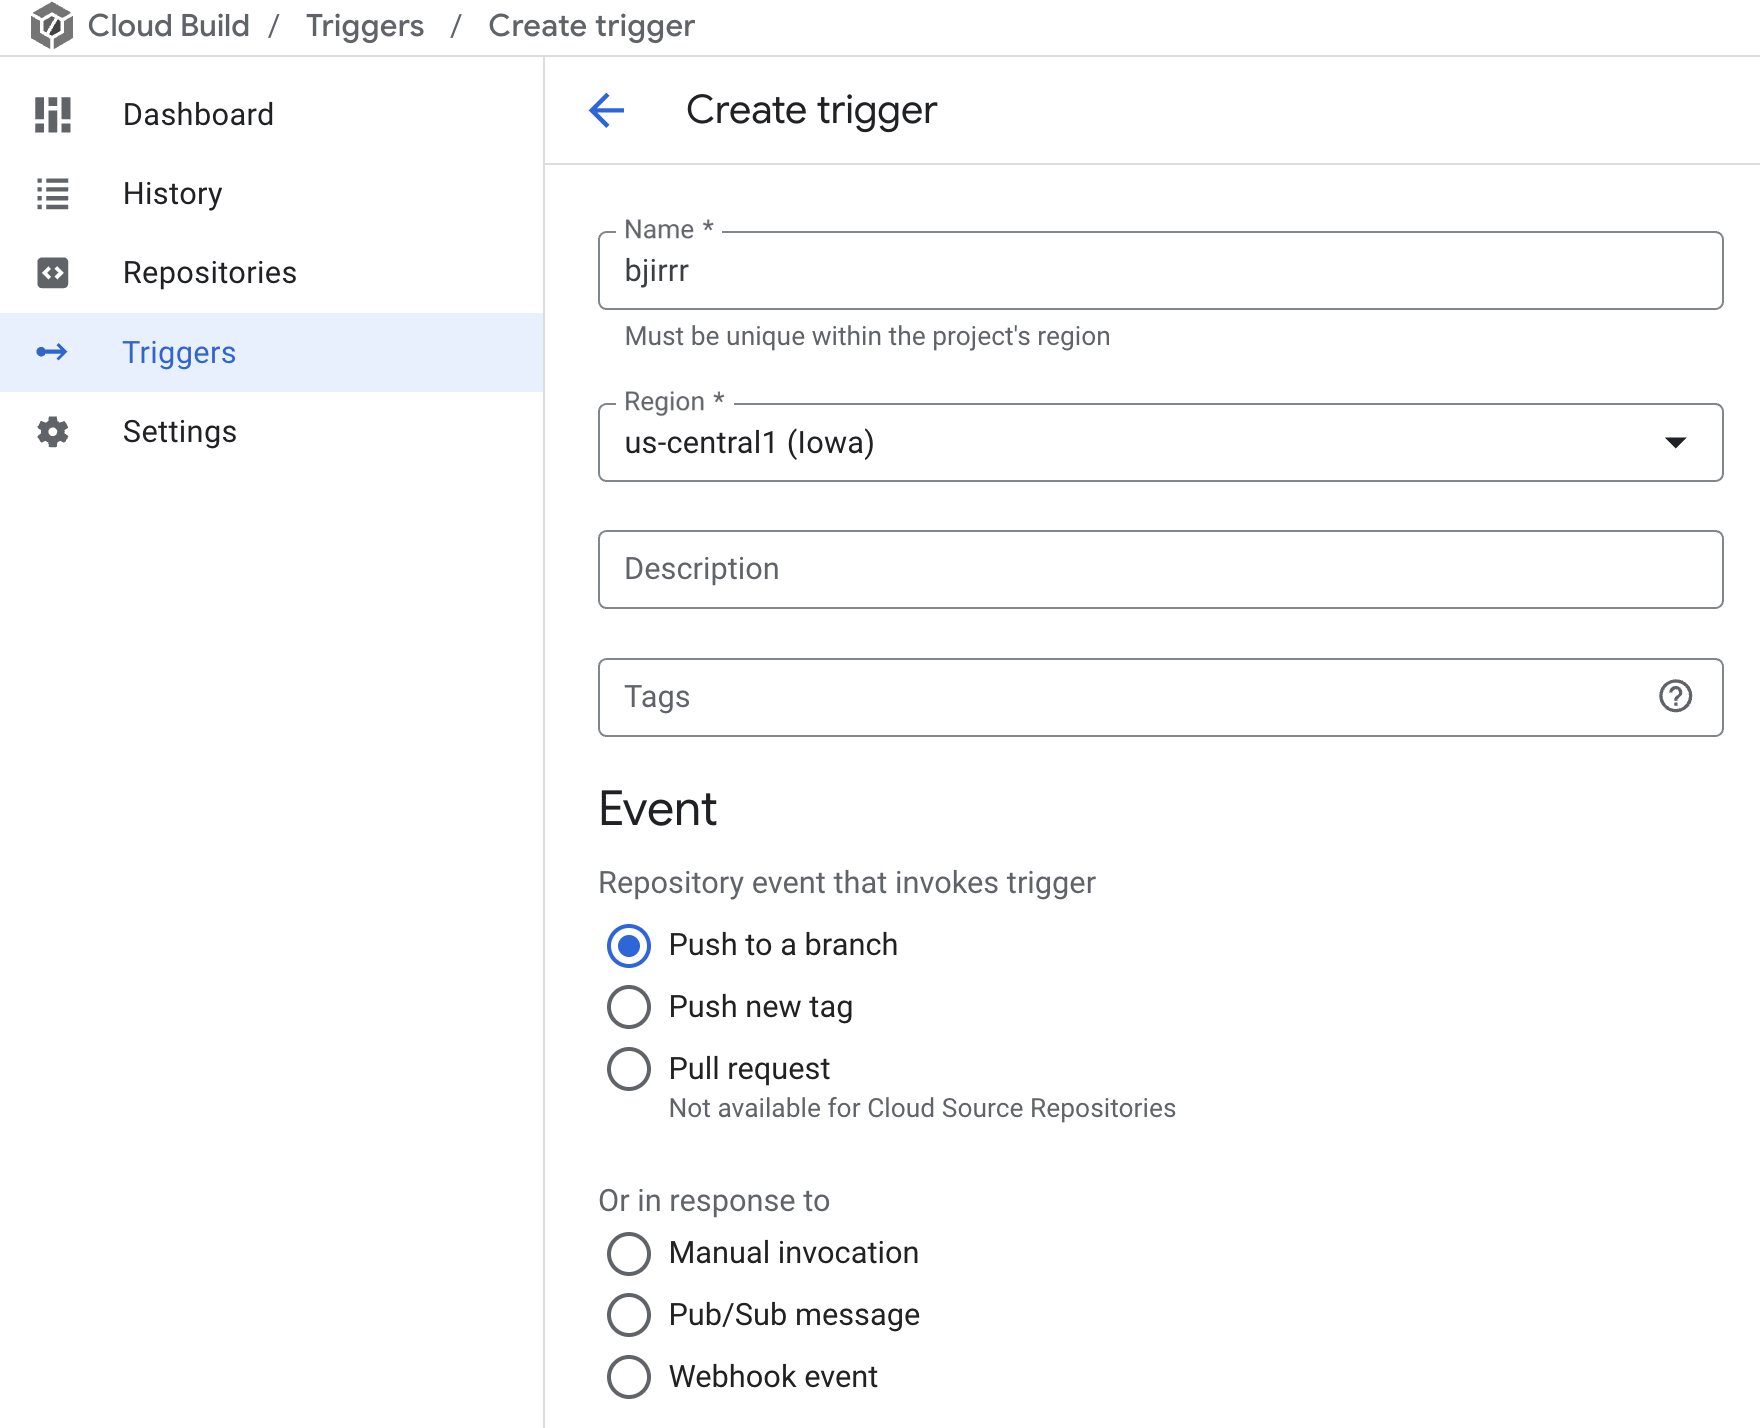 Cloud Build / Triggers / Create trigger
Dashboard
History
Repositories
Triggers
Settings
Create trigger
Name *
bjirrr
Must be unique within the project's region
Region *
us-central1 (Iowa)
Description
Tags
Event
Repository event that invokes trigger
Push to a branch
Push new tag
Pull request
Not available for Cloud Source Repositories
Or in response to
Manual invocation
Pub/Sub message
Webhook event